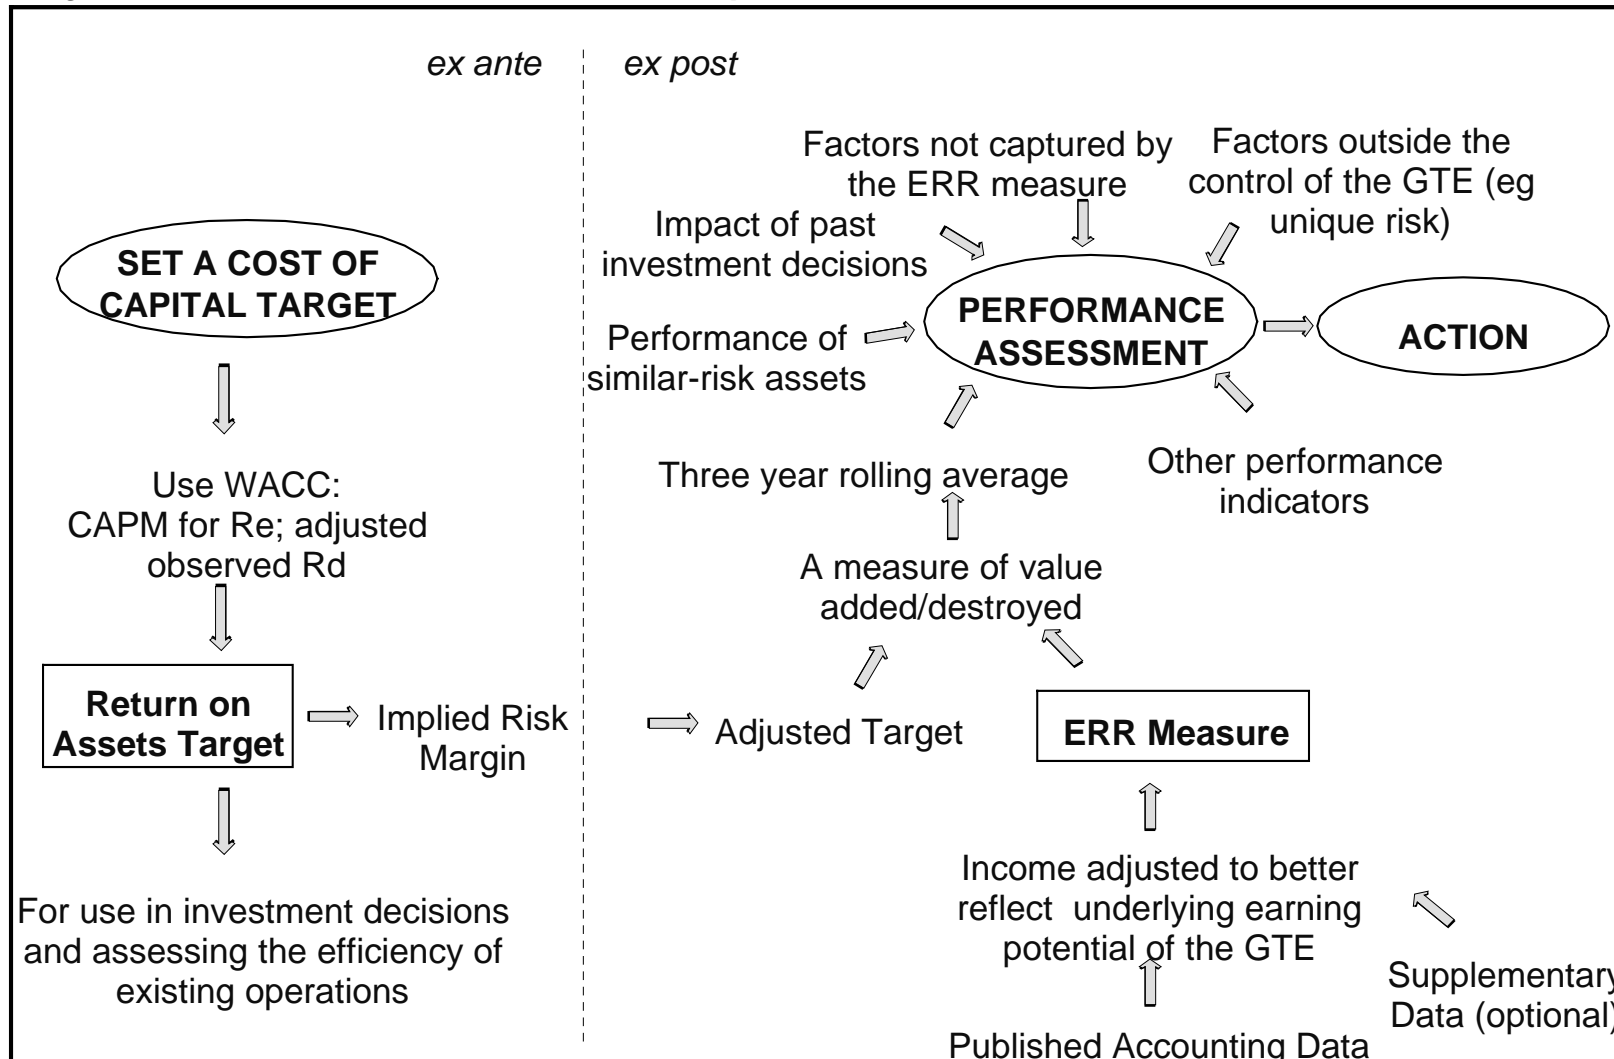 ex ante
ex post
Factors not captured by
the ERR measure
Factors outside the
control of the GTE (eg
unique risk)
Impact of past
investment decisions
SET A COST OF
CAPITAL TARGET
PERFORMANCE
ASSESSMENT
ACTION
Performance of
similar-risk assets
Three year rolling average
Other performance
indicators
Use WACC:
CAPM for Re; adjusted
observed Rd
A measure of value
added/destroyed
Return on
Assets Target
Implied Risk
Margin
Adjusted Target
ERR Measure
For use in investment decisions
and assessing the efficiency of
existing operations
Income adjusted to better
reflect underlying earning
potential of the GTE
Supplementary
Data (optional)
Published Accounting Data